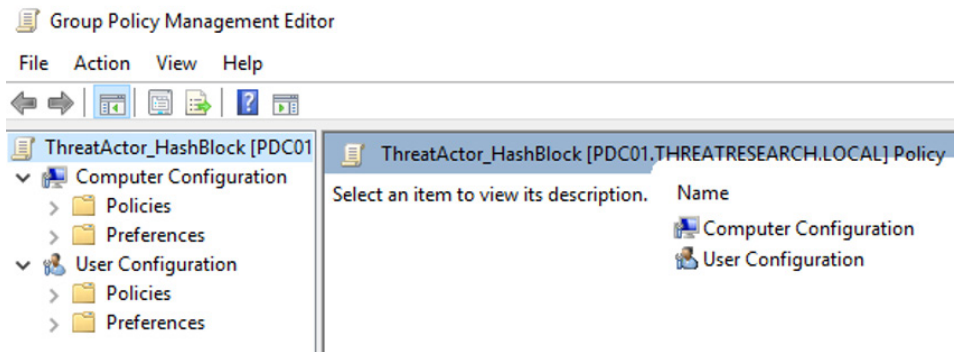 Group Policy Management Editor
File Action View Help
ThreatActor_HashBlock [PDC01
Computer Configuration
Policies
Preferences
User Configuration
Policies
Preferences
ThreatActor_HashBlock [PDC01.THREATRESEARCH.LOCAL] Policy
Select an item to view its description.
Name
Computer Configuration
User Configuration